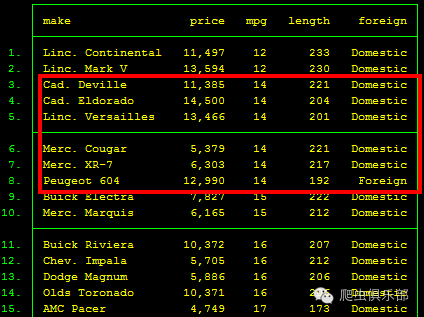 make price mpg length foreign
1. Linc. Continental 11,497 12 233 Domestic
2. Linc. Mark V 13,594 12 230 Domestic
3. Cad. Deville 11,385 14 221 Domestic
4. Cad. Eldorado 14,500 14 204 Domestic
5. Linc. Versailles 13,466 14 201 Domestic
6. Merc. Cougar 5,379 14 221 Domestic
7. Merc. XR-7 6,303 14 217 Domestic
8. Peugeot 604 12,990 14 192 Foreign
9. Buick Electra 7,827 15 222 Domestic
10. Merc. Marquis 6,165 15 212 Domestic
11. Buick Riviera 10,372 16 207 Domestic
12. Chev. Impala 5,705 16 212 Domestic
13. Dodge Magnum 5,886 16 206 Domestic
14. Olds Toronado 10,371 16 Domestic
15. AMC Pacer 4,749 17 173 Domestic
爬虫俱乐部